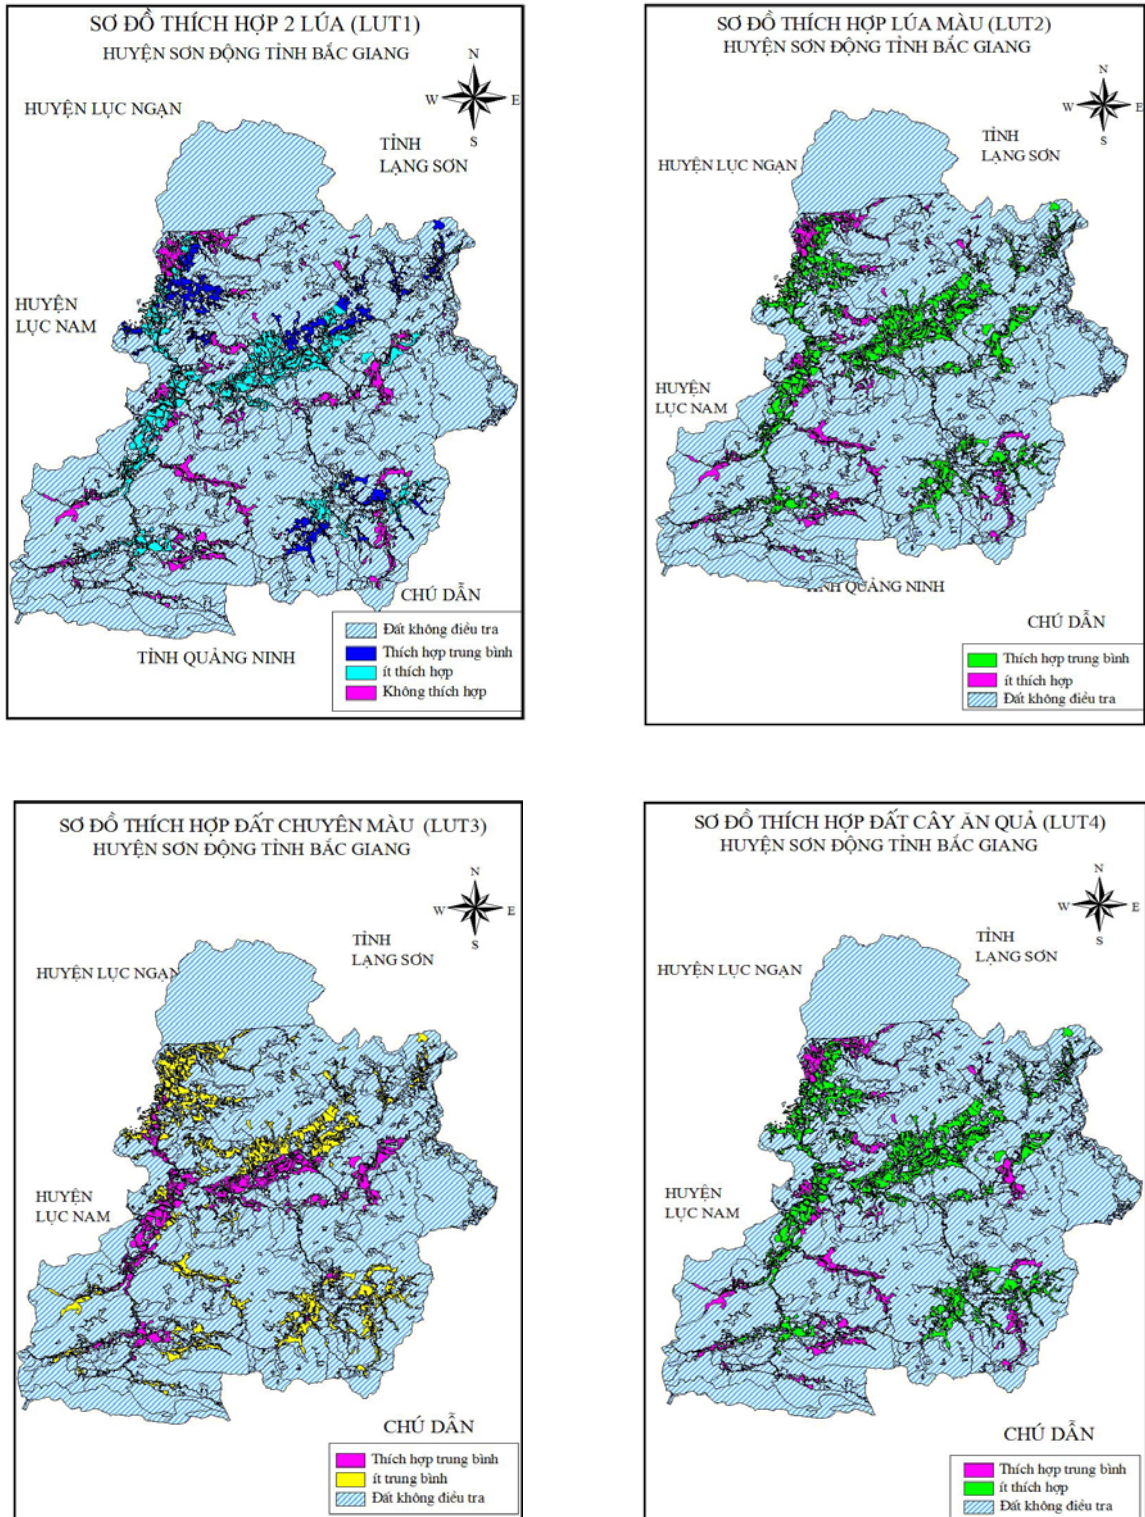 SƠ ĐỒ THÍCH HỢP 2 LÚA (LUT1)
HUYỆN SƠN ĐỘNG TỈNH BẮC GIANG
N
W
E
S
HUYỆN LỤC NGẠN
TỈNH
LẠNG SƠN
HUYỆN
LỤC NAM
TỈNH QUẢNG NINH
CHÚ DẪN
Đất không điều tra
Thích hợp trung bình
ít thích hợp
Không thích hợp
SƠ ĐỒ THÍCH HỢP LÚA MÀU (LUT2)
HUYỆN SƠN ĐỘNG TỈNH BẮC GIANG
N
W
E
S
TỈNH
LẠNG SƠN
HUYỆN LỤC NGẠN
HUYỆN
LỤC NAM
QUẢNG NINH
CHÚ DẪN
Thích hợp trung bình
ít thích hợp
Đất không điều tra
SƠ ĐỒ THÍCH HỢP ĐẤT CHUYÊN MÀU (LUT3)
HUYỆN SƠN ĐỘNG TỈNH BẮC GIANG
N
W
E
S
TỈNH
LẠNG SƠN
HUYỆN LỤC NGẠN
HUYỆN
LỤC NAM
CHÚ DẪN
Thích hợp trung bình
ít trung bình
Đất không điều tra
SƠ ĐỒ THÍCH HỢP ĐẤT CÂY ĂN QUẢ (LUT4)
HUYỆN SƠN ĐỘNG TỈNH BẮC GIANG
N
W
E
S
TỈNH
LẠNG SƠN
HUYỆN LỤC NGẠN
HUYỆN
LỤC NAM
CHÚ DẪN
Thích hợp trung bình
ít thích hợp
Đất không điều tra